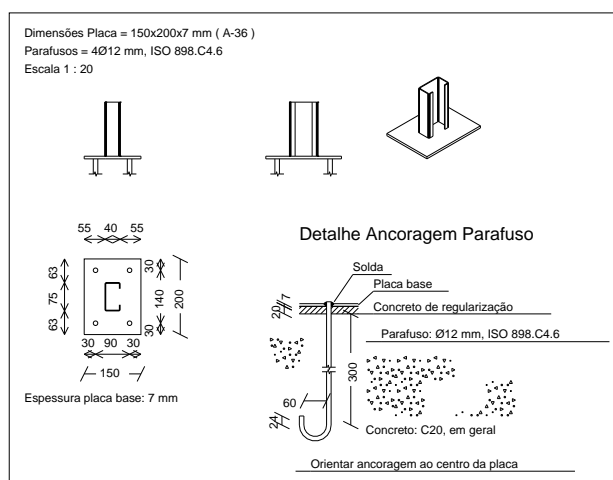 Dimensões Placa = 150x200x7 mm ( A-36 )
Parafusos = 4Ø12 mm, ISO 898.C4.6
Escala 1 : 20
55 40 55
63
75
63
30
140
30
200
30 90 30
150
Espessura placa base: 7 mm
Detalhe Ancoragem Parafuso
Solda
Placa base
Concreto de regularização
20 7
Parafuso: Ø12 mm, ISO 898.C4.6
300
60
24
Concreto: C20, em geral
Orientar ancoragem ao centro da placa